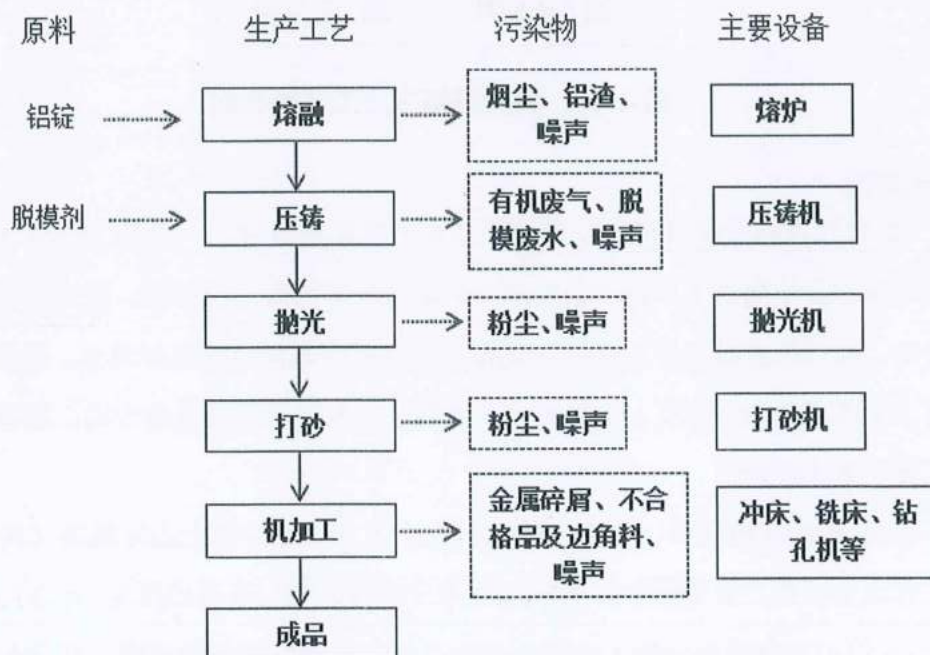 原料 生产工艺 污染物 主要设备
铝锭 熔融 烟尘、铝渣、
噪声 熔炉
脱模剂 压铸 有机废气、脱
模废水、噪声 压铸机
抛光 粉尘、噪声 抛光机
打砂 粉尘、噪声 打砂机
机加工 金属碎屑、不合
格品及边角料、
噪声 冲床、铣床、钻
孔机等
成品